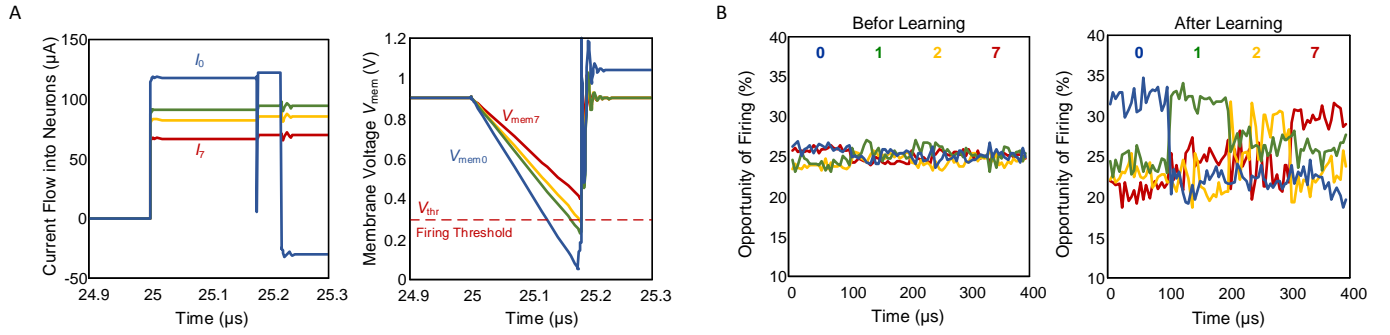 A
Current Flow into Neurons (µA)
150
100
50
0
-50
I0
I7
24.9 25 25.1 25.2 25.3
Time (µs)
Membrane Voltage Vmem (V)
1.2
1
0.8
0.6
0.4
0.2
0
Vmem7
Vmem0
Vthr
Firing Threshold
24.9 25 25.1 25.2 25.3
Time (µs)
B
Befor Learning
Opportunity of Firing (%)
40
35
30
25
20
15
10
0 1 2 7
0 100 200 300 400
Time (µs)
After Learning
Opportunity of Firing (%)
40
35
30
25
20
15
10
0 1 2 7
0 100 200 300 400
Time (µs)